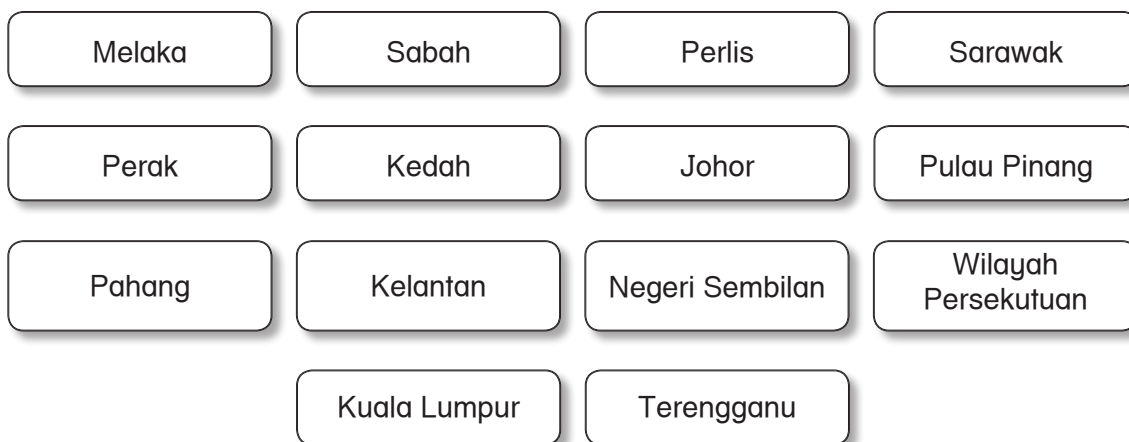 Melaka
Sabah
Perlis
Sarawak
Perak
Kedah
Johor
Pulau Pinang
Pahang
Kelantan
Negeri Sembilan
Wilayah
Persekutuan
Kuala Lumpur
Terengganu